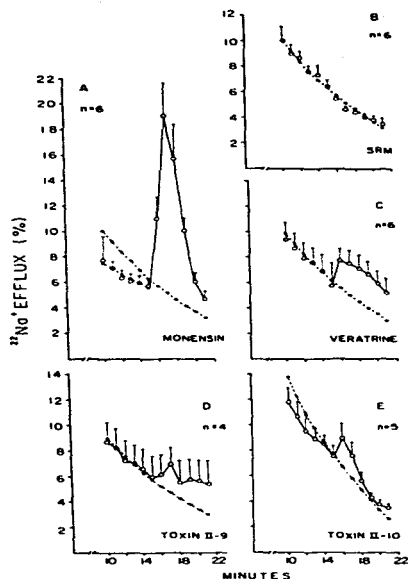 A
n=6
22
20
18
16
14
12
10
8
6
4
2
MONENSIN
B
n=6
12
10
8
6
4
2
SRM
C
n=6
VERATRINE
D
n=4
14
12
10
8
6
4
2
TOXIN II-9
10
14
18
22
E
n=5
TOXIN II-10
10
14
18
22
²²Na⁺ EFFLUX (%)
MINUTES